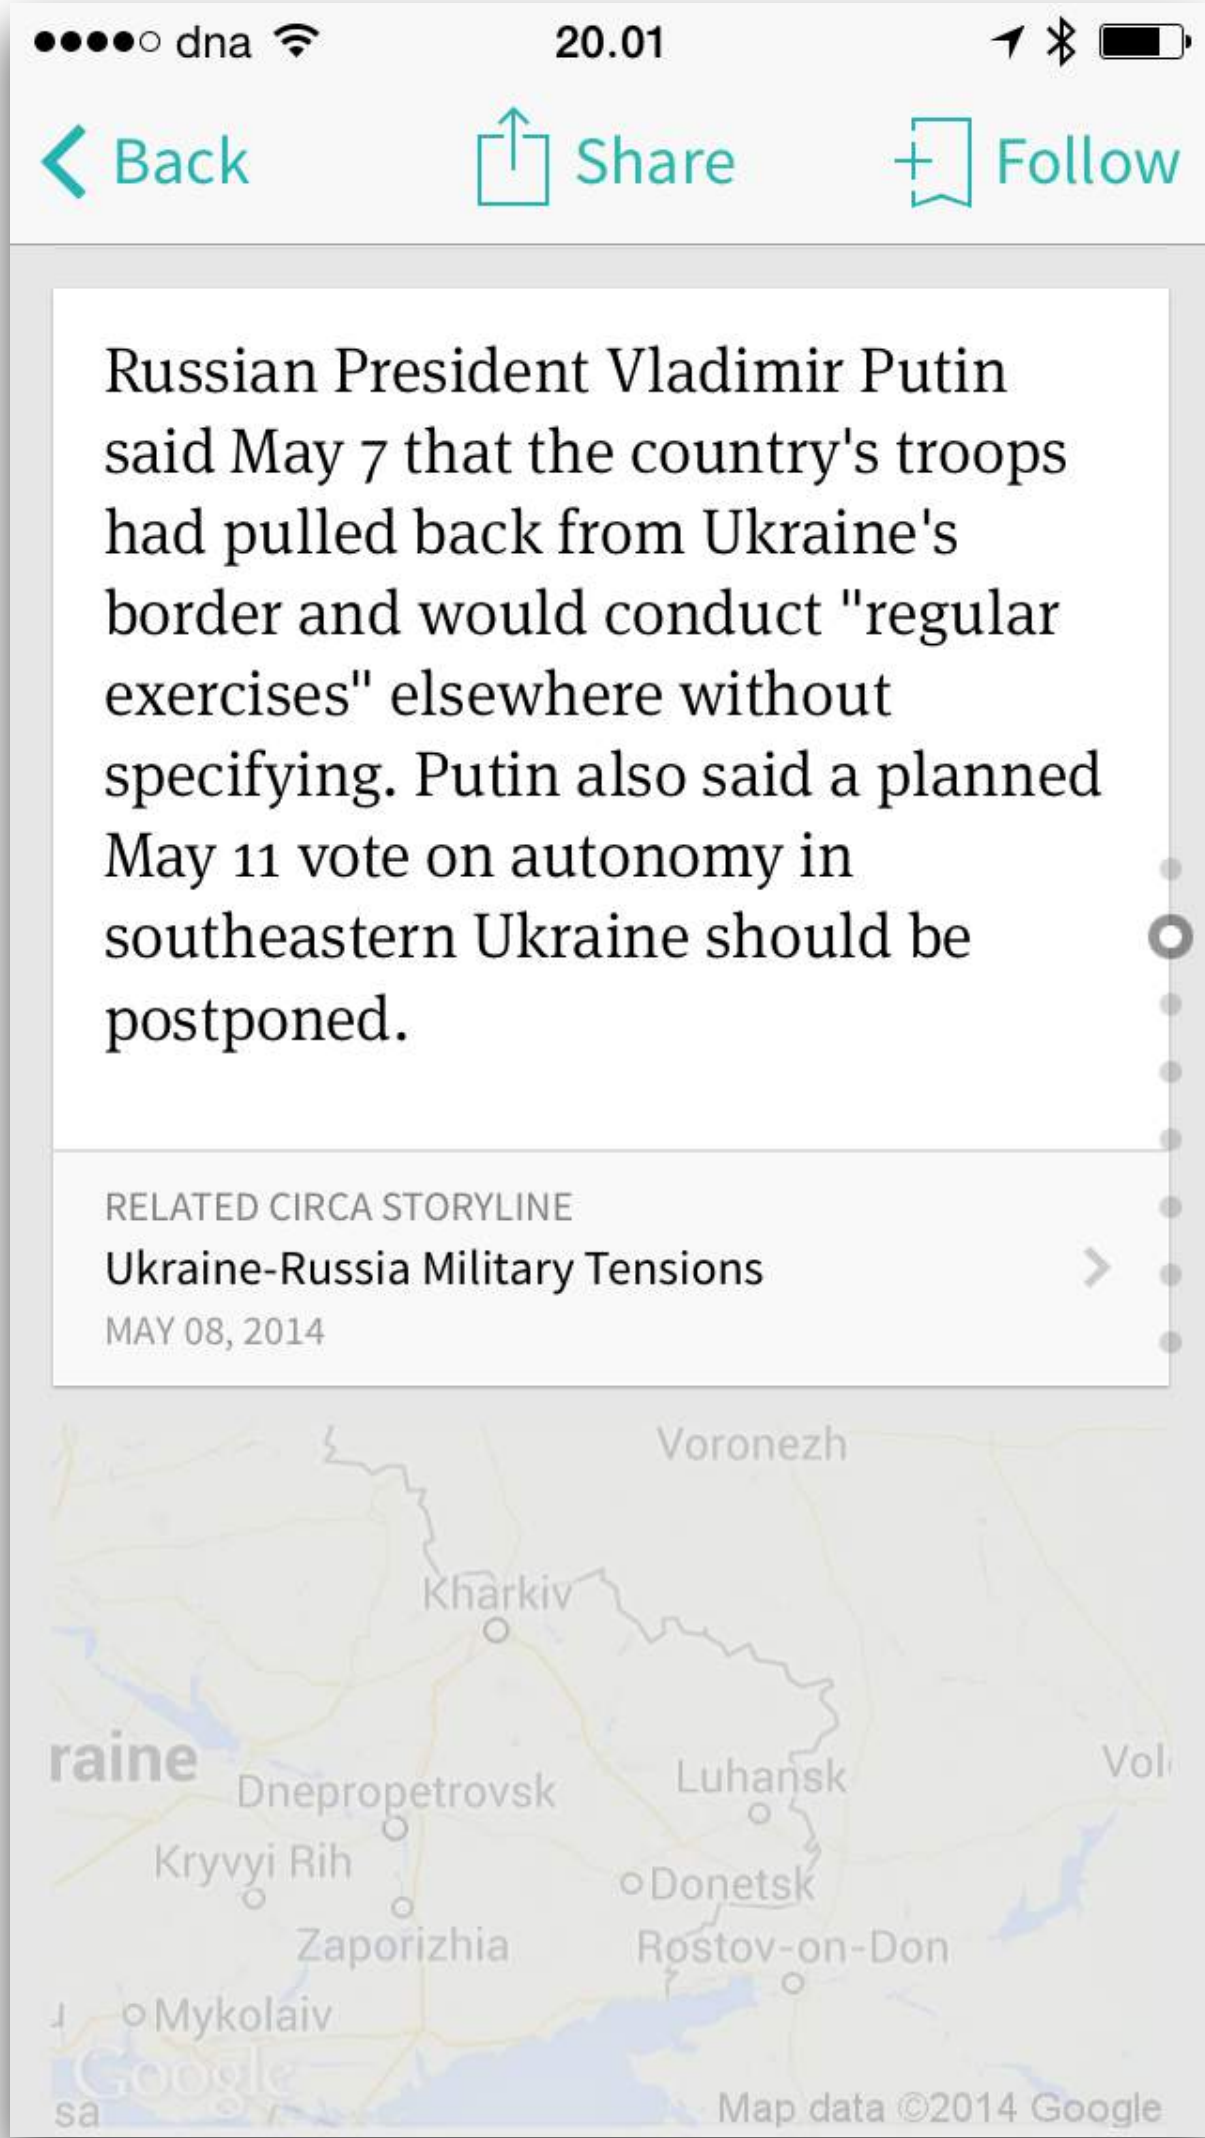 dna 20.01
Back Share Follow
Russian President Vladimir Putin
said May 7 that the country's troops
had pulled back from Ukraine's
border and would conduct "regular
exercises" elsewhere without
specifying. Putin also said a planned
May 11 vote on autonomy in
southeastern Ukraine should be
postponed.
RELATED CIRCA STORYLINE
Ukraine-Russia Military Tensions
MAY 08, 2014
Voronezh
Kharkiv
raine
Dnepropetrovsk
Luhansk
Vol
Kryvyi Rih
Donetsk
Zaporizhia
Rostov-on-Don
Mykolaiv
Google
sa
Map data ©2014 Google